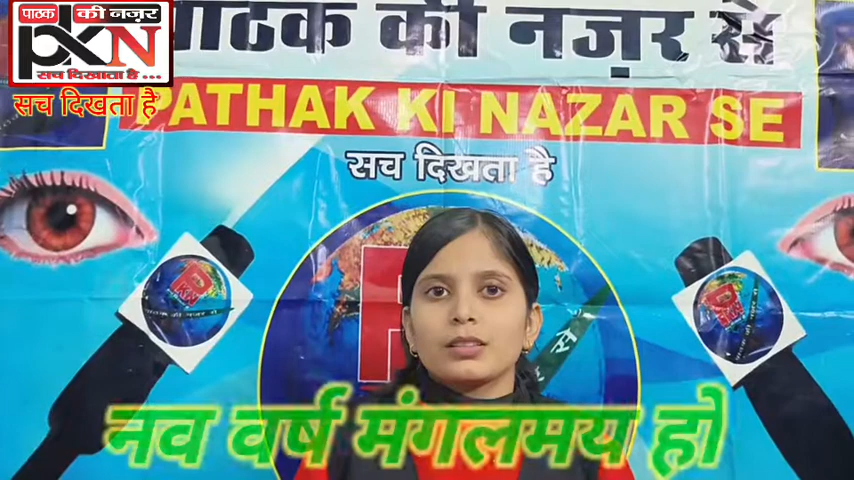 पाठक की नज़र
PKN
सच दिखाता है ...
सच दिखता है
पाठक की नज़र से
PATHAK KI NAZAR SE
सच दिखता है
नव वर्ष मंगलमय हो